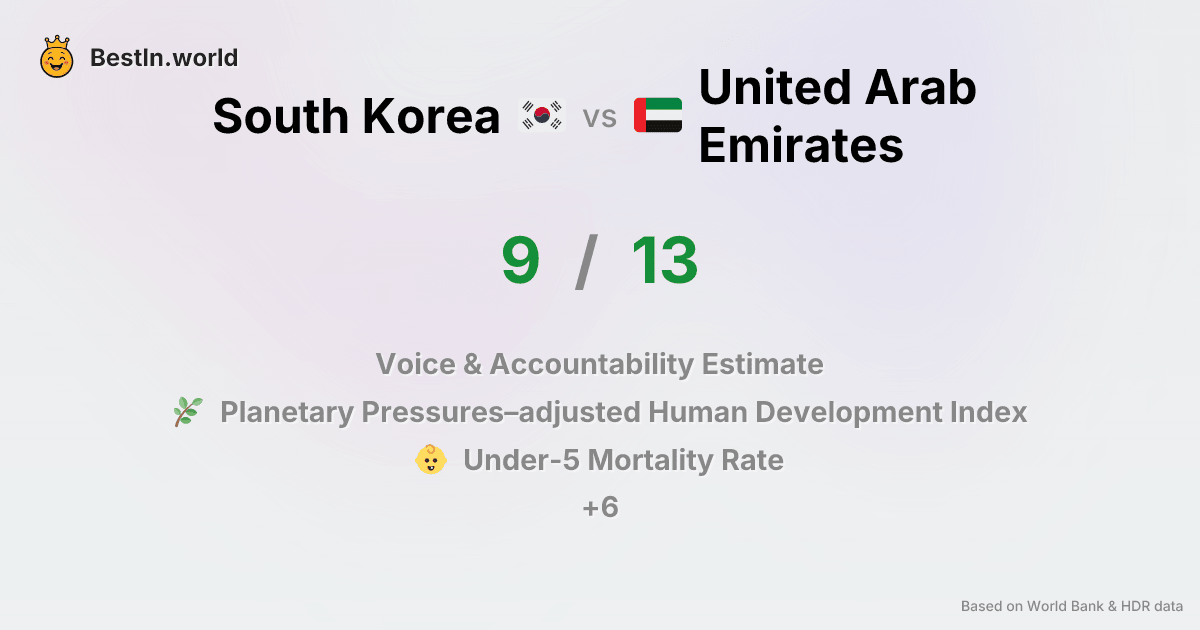 BestIn.world
South Korea vs United Arab
Emirates
9 / 13
Voice & Accountability Estimate
Planetary Pressures–adjusted Human Development Index
Under-5 Mortality Rate
+6
Based on World Bank & HDR data